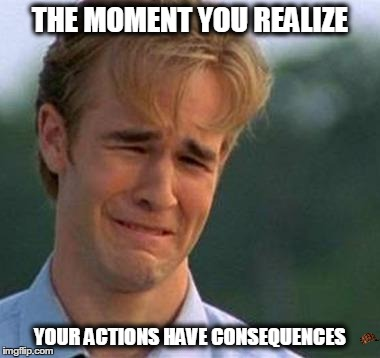 THE MOMENT YOU REALIZE
YOUR ACTIONS HAVE CONSEQUENCES
imgflip.com